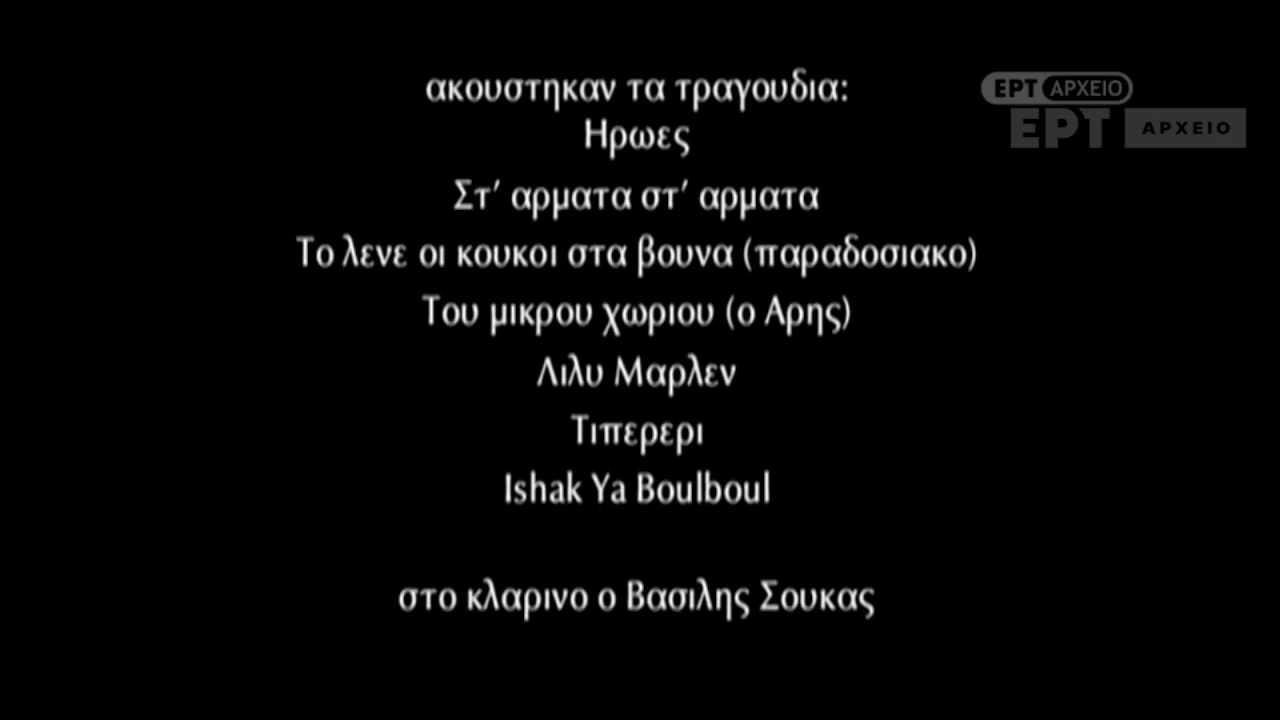 ακουστηκαν τα τραγουδια:
Ηρωες
Στ’ αρματα στ’ αρματα
Το λενε οι κουκοι στα βουνα (παραδοσιακο)
Του μικρου χωριου (ο Αρης)
Λιλυ Μαρλεν
Τιπερερι
Ishak Ya Boulboul
στο κλαρινο ο Βασιλης Σουκας
ΕΡΤ ΑΡΧΕΙΟ
ΕΡΤ ΑΡΧΕΙΟ